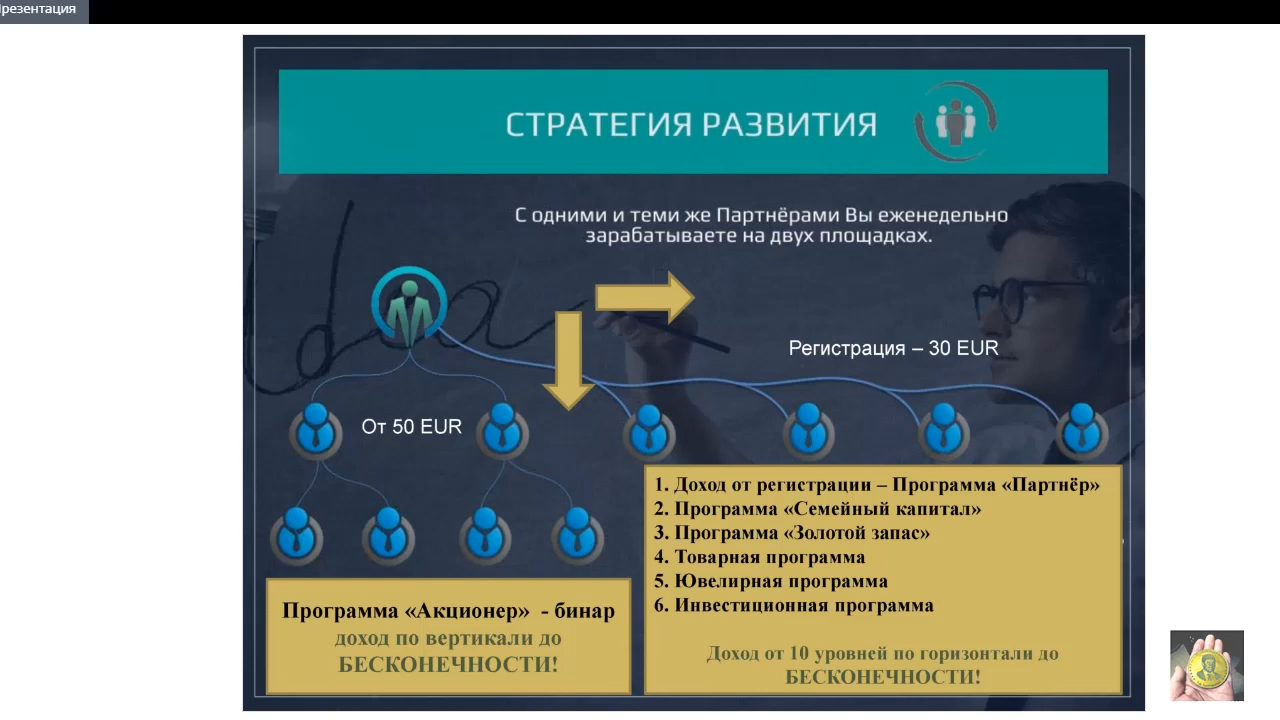 Презентация
СТРАТЕГИЯ РАЗВИТИЯ
С одними и теми же Партнёрами Вы еженедельно
зарабатываете на двух площадках.
Регистрация – 30 EUR
От 50 EUR
1. Доход от регистрации – Программа «Партнёр»
2. Программа «Семейный капитал»
3. Программа «Золотой запас»
4. Товарная программа
5. Ювелирная программа
6. Инвестиционная программа
Доход от 10 уровней по горизонтали до
БЕСКОНЕЧНОСТИ!
Программа «Акционер» - бинар
доход по вертикали до
БЕСКОНЕЧНОСТИ!